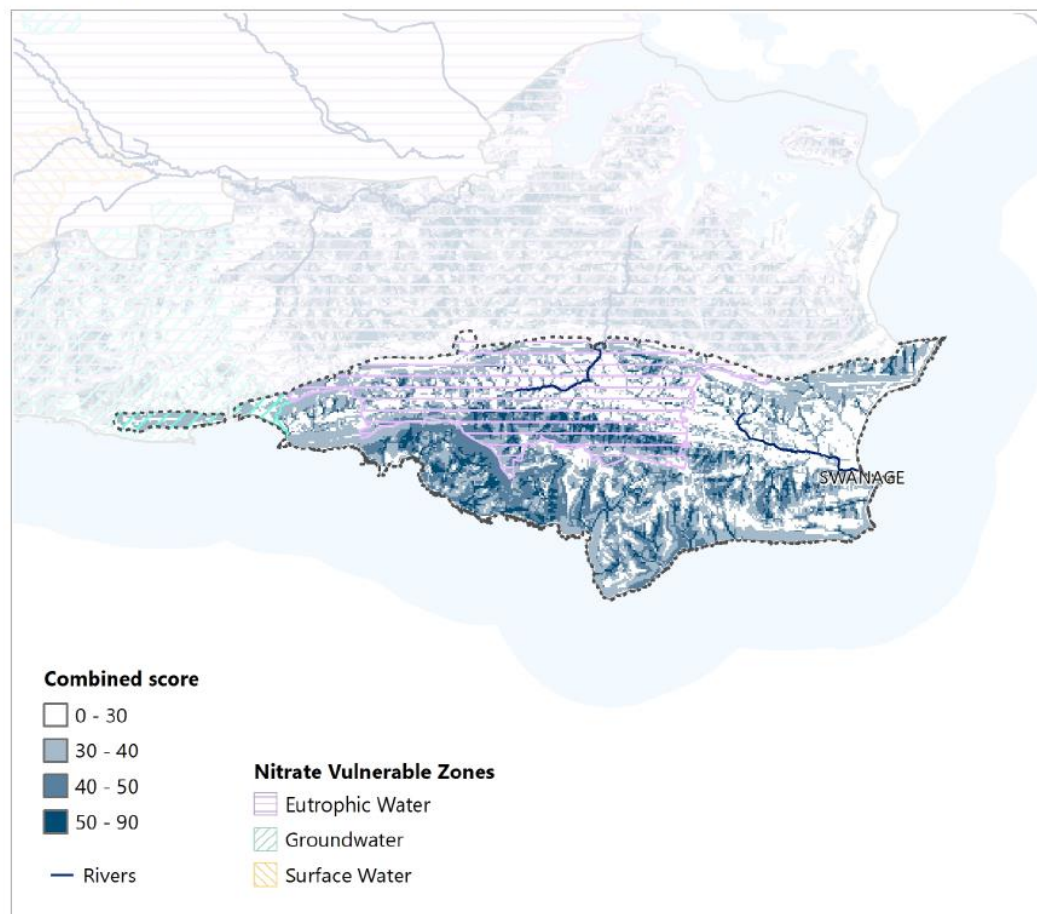 SWANAGE
Combined score
0 - 30
30 - 40
40 - 50
50 - 90
Rivers
Nitrate Vulnerable Zones
Eutrophic Water
Groundwater
Surface Water